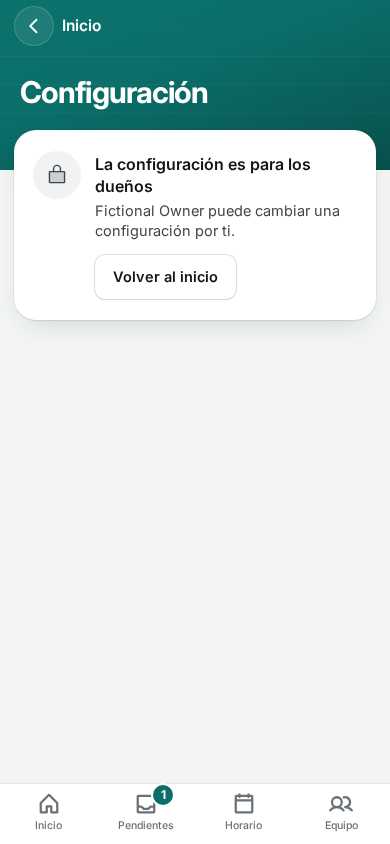 Inicio
Configuración
La configuración es para los
dueños
Fictional Owner puede cambiar una
configuración por ti.
Volver al inicio
1
Inicio
Pendientes
Horario
Equipo